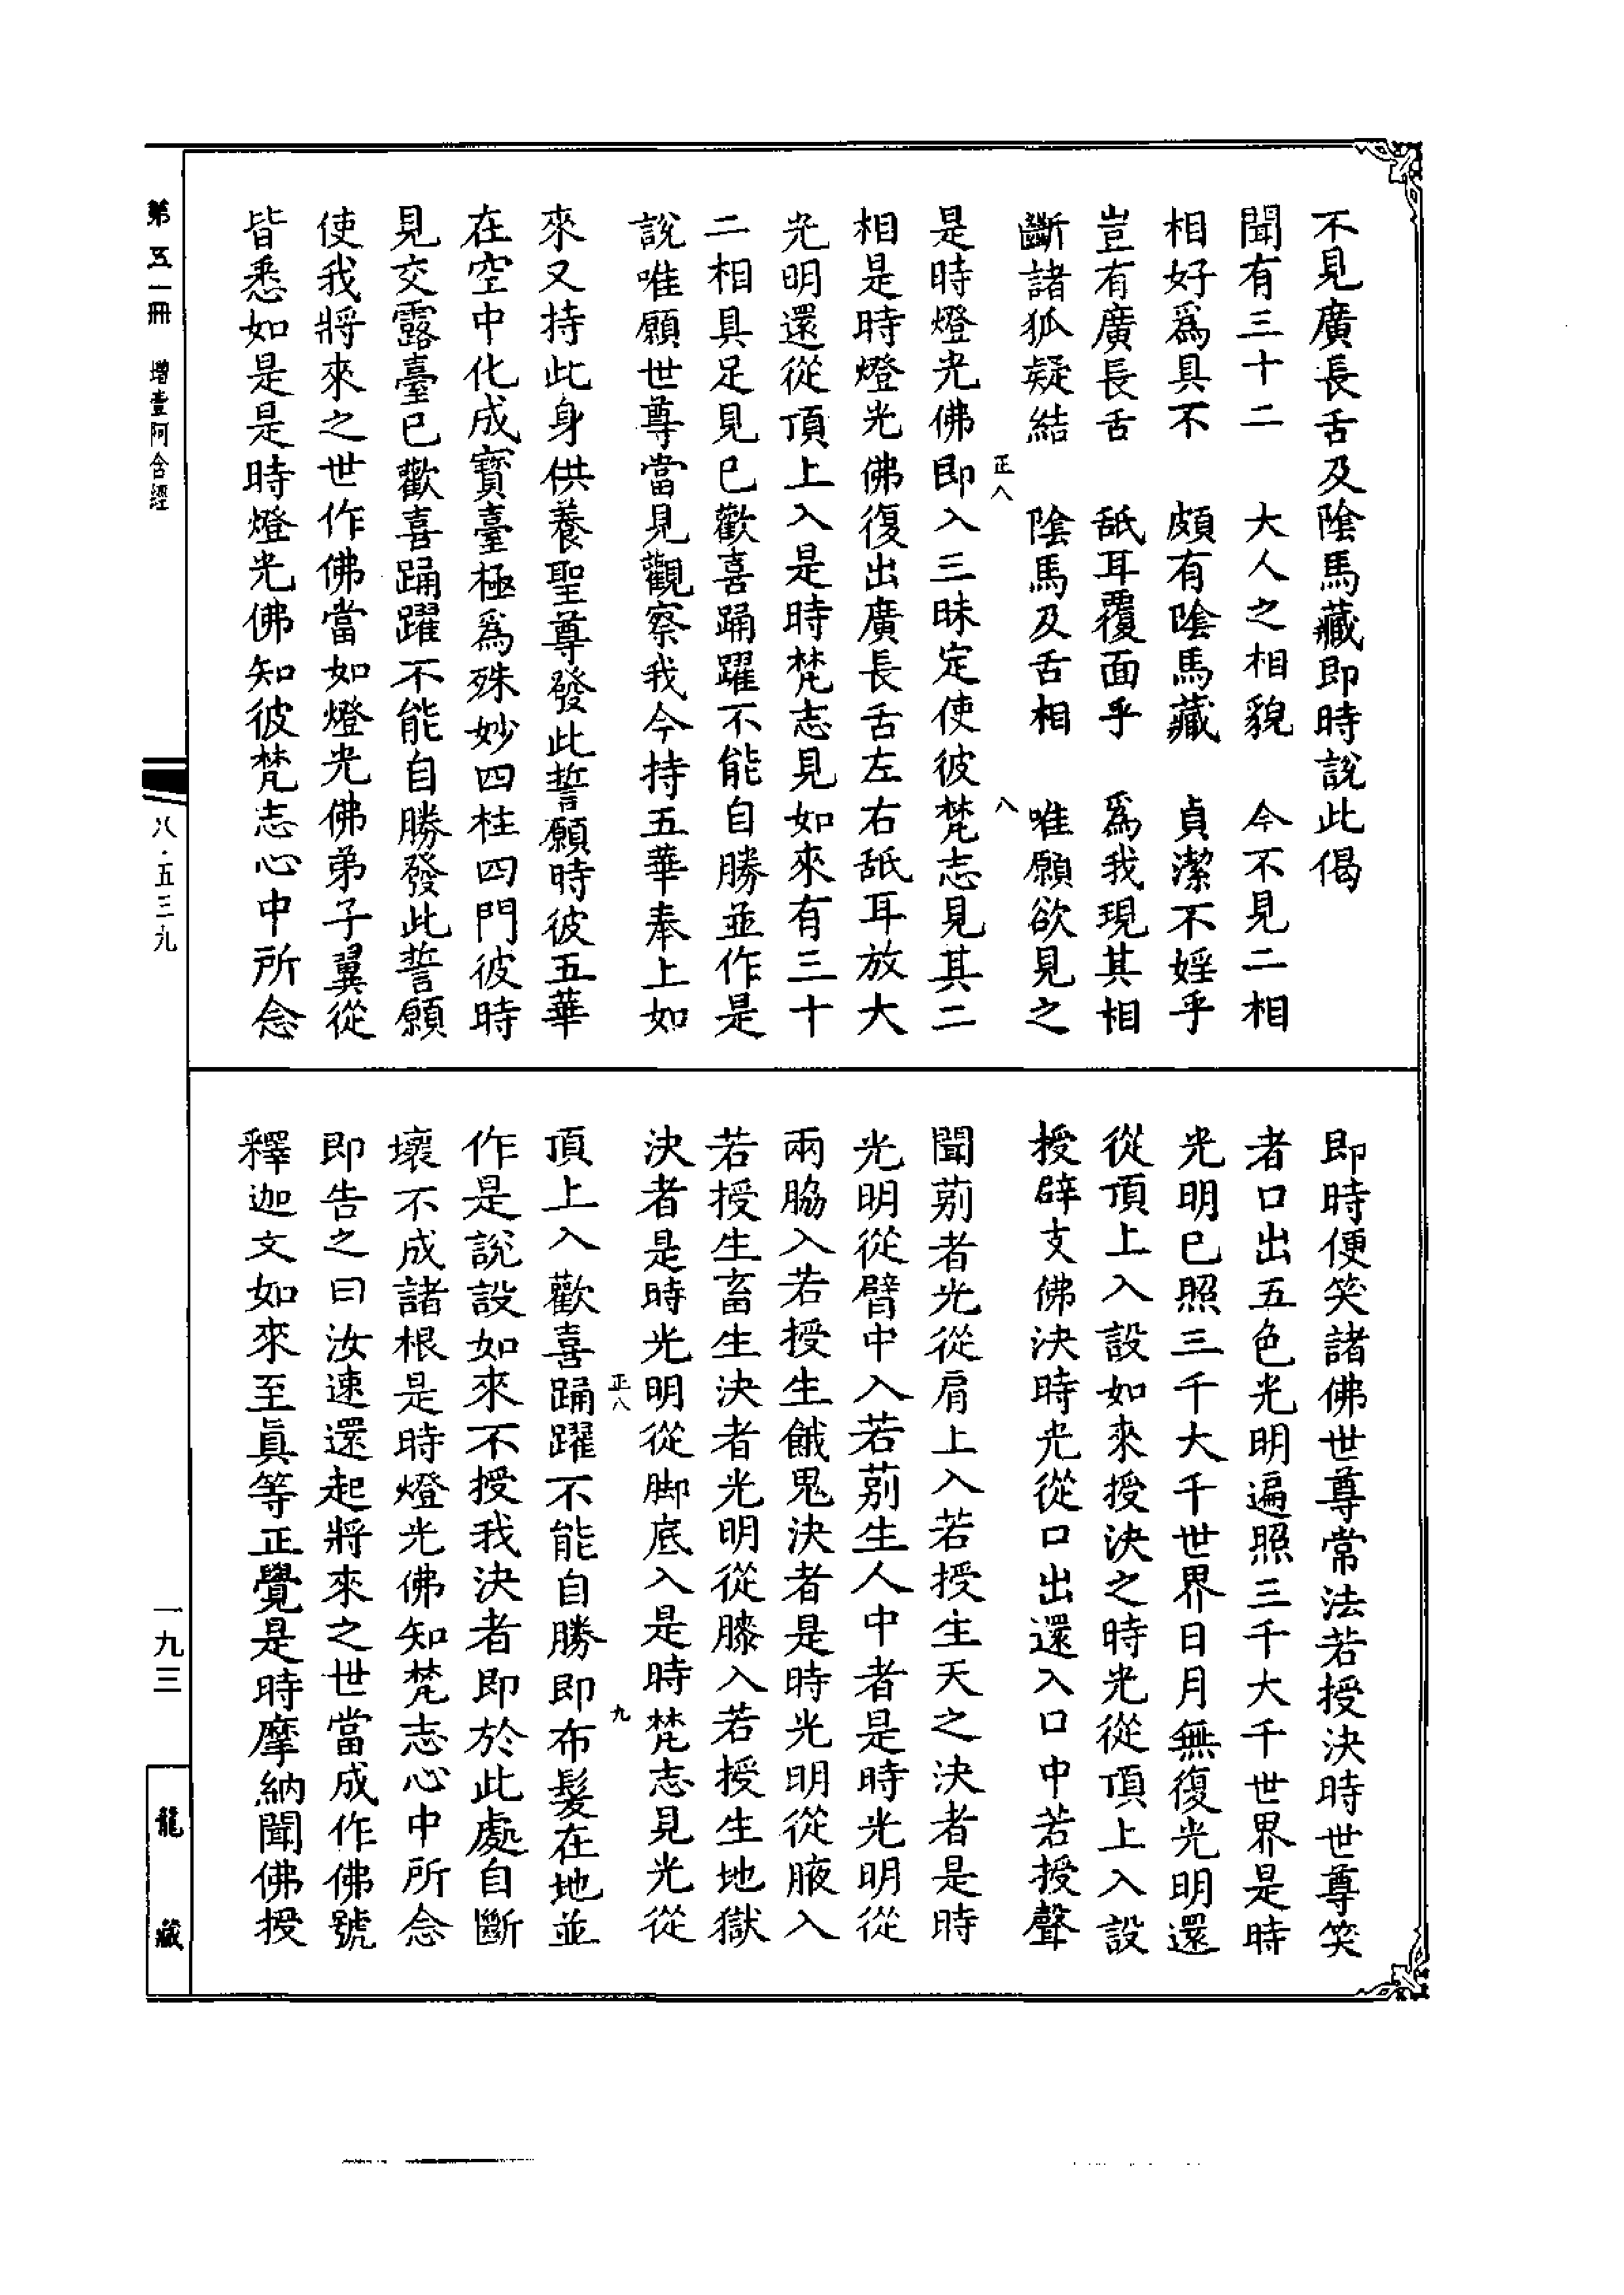 不見廣長舌及陰馬藏即時說此偈
聞有三十二　大人之相貌　今不見二相
相好為具不　頗有陰馬藏　貞潔不婬乎
豈有廣長舌　舐耳覆面乎　為我現其相
斷諸狐疑結　陰馬及舌相　唯願欲見之
正八　八
是時燈光佛即入三昧定使彼梵志見其二
相是時燈光佛復出廣長舌左右舐耳放大
光明還從頂上入是時梵志見如來有三十
二相具足見已歡喜踊躍不能自勝並作是
說唯願世尊當見觀察我今持五華奉上如
來又持此身供養聖尊發此誓願時彼五華
在空中化成寶臺極為殊妙四柱四門彼時
見交露臺已歡喜踊躍不能自勝發此誓願
使我將來之世作佛當如燈光佛弟子翼從
皆悉如是是時燈光佛知彼梵志心中所念
即時便笑諸佛世尊常法若授決時世尊笑
者口出五色光明遍照三千大千世界是時
光明已照三千大千世界日月無復光明還
從頂上入設如來授決之時光從頂上入設
授辟支佛決時光從口出還入口中若授聲
聞莂者光從肩上入若授生天之決者是時
光明從臂中入若莂生人中者是時光明從
兩脇入若授生餓鬼決者是時光明從腋入
若授生畜生決者光明從膝入若授生地獄
決者是時光明從脚底入是時梵志見光從
正八　九
頂上入歡喜踊躍不能自勝即布髮在地並
作是說設如來不授我決者即於此處自斷
壞不成諸根是時燈光佛知梵志心中所念
即告之曰汝速還起將來之世當成作佛號
釋迦文如來至真等正覺是時摩納聞佛授
第五一冊　增壹阿含經
八·五三九
一九三
龍藏